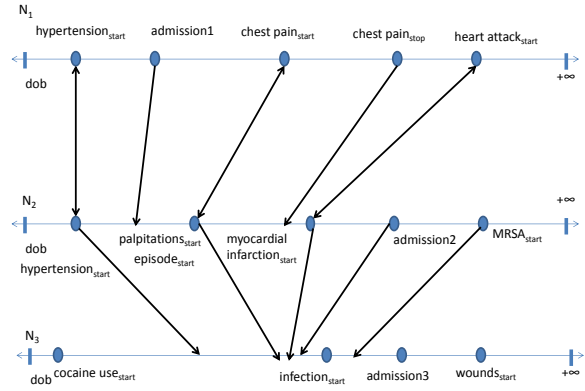 N1
hypertensionstart admission1 chest painstart chest painstop heart attackstart
dob +∞
N2 +∞
dob palpitationsstart myocardial admission2 MRSAstart
hypertensionstart episodestart infarctionstart
N3
dob cocaine usestart infectionstart admission3 woundsstart +∞